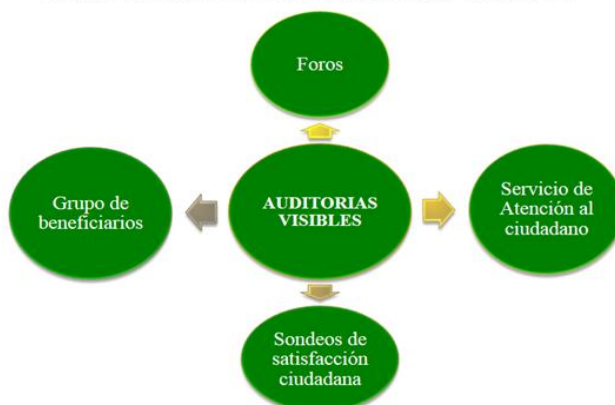 Foros
Grupo de
beneficiarios
AUDITORIAS
VISIBLES
Servicio de
Atención al
ciudadano
Sondeos de
satisfacción
ciudadana